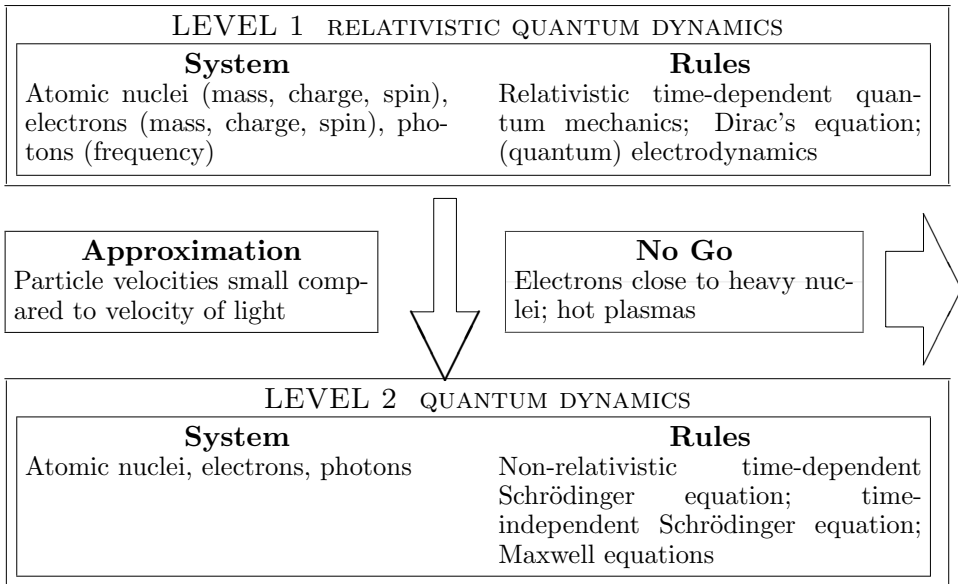 LEVEL 1 RELATIVISTIC QUANTUM DYNAMICS
System
Atomic nuclei (mass, charge, spin),
electrons (mass, charge, spin), pho-
tons (frequency)
Rules
Relativistic time-dependent quan-
tum mechanics; Dirac's equation;
(quantum) electrodynamics
Approximation
Particle velocities small comp-
ared to velocity of light
No Go
Electrons close to heavy nuc-
lei; hot plasmas
LEVEL 2 QUANTUM DYNAMICS
System
Atomic nuclei, electrons, photons
Rules
Non-relativistic time-dependent
Schrödinger equation; time-
independent Schrödinger equation;
Maxwell equations